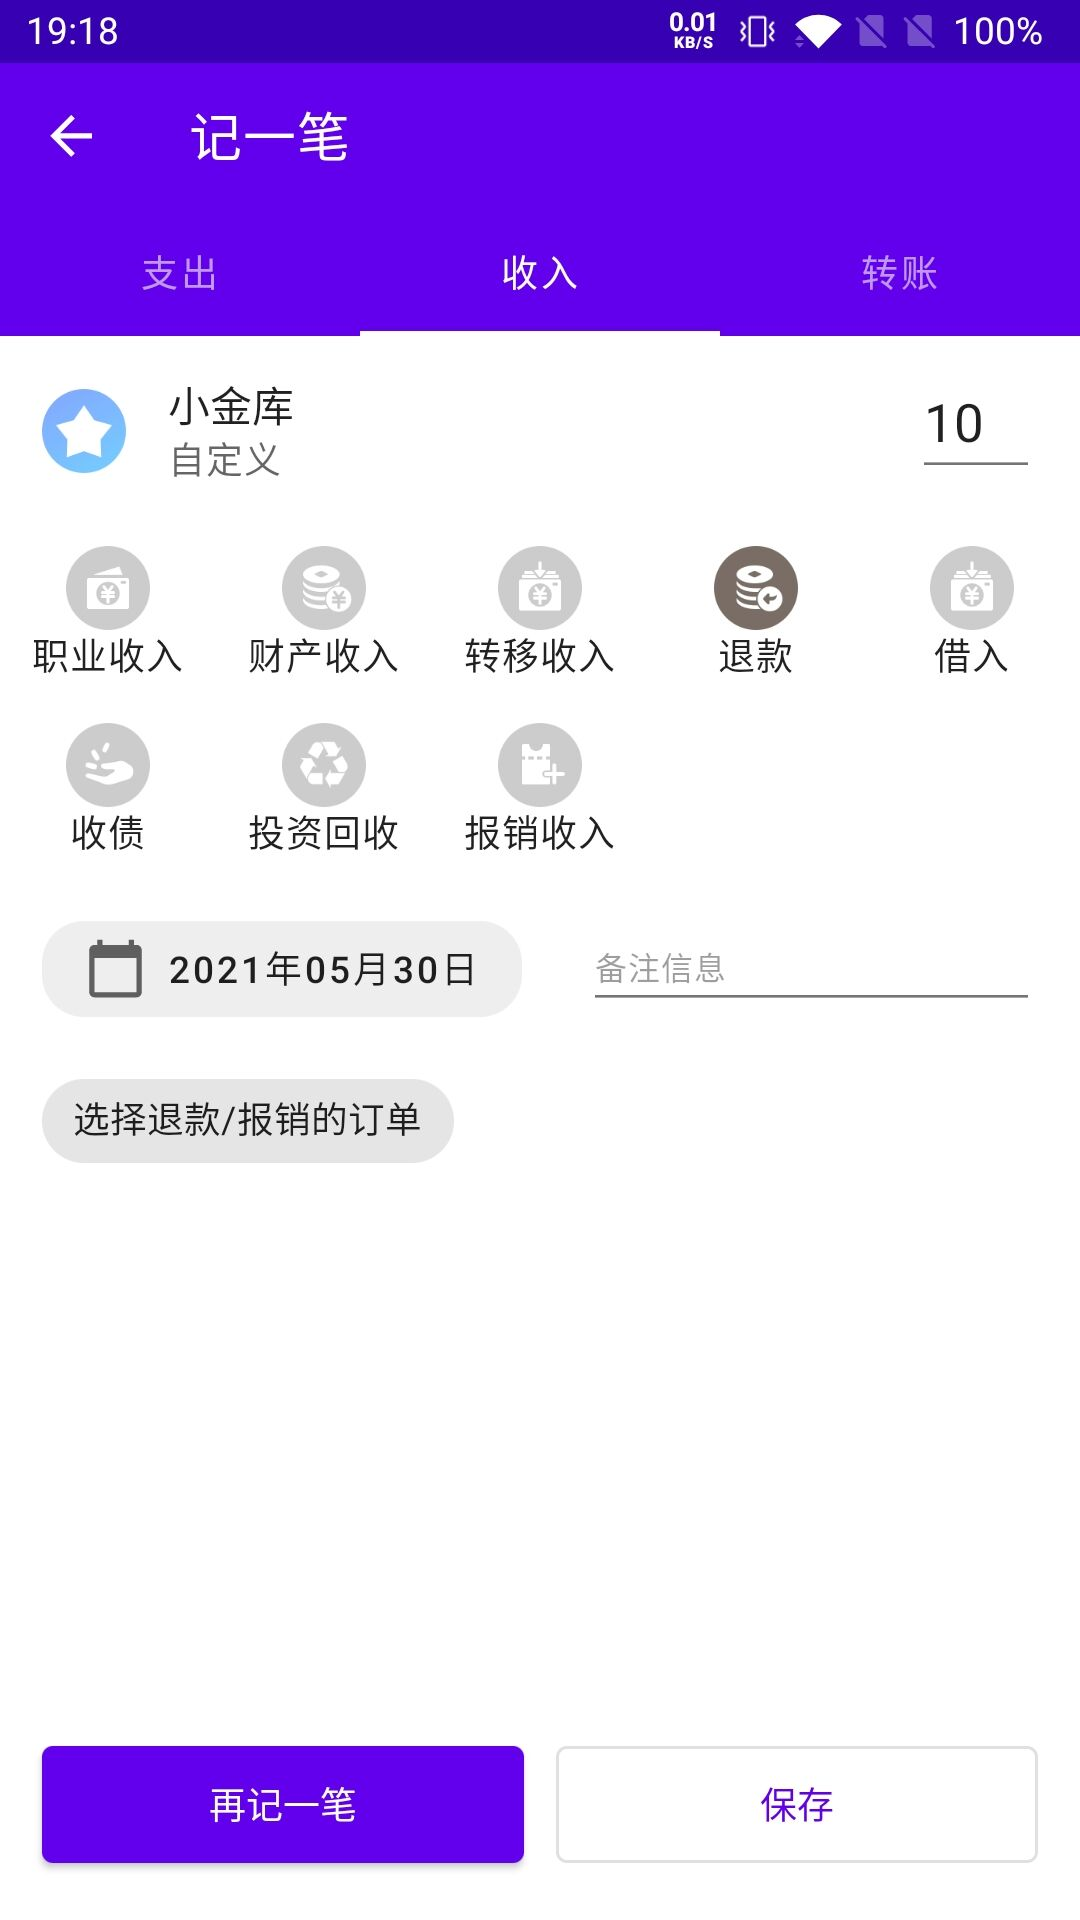 19:18 0.01 KB/S 100%
记一笔
支出 收入 转账
小金库 10
自定义
职业收入 财产收入 转移收入 退款 借入
收债 投资回收 报销收入
2021年05月30日 备注信息
选择退款/报销的订单
再记一笔 保存